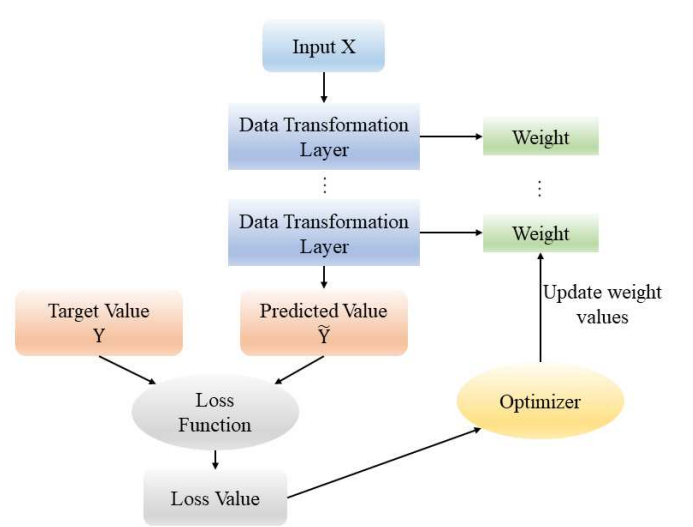 Input X
Data Transformation
Layer
Weight
⋮
⋮
Data Transformation
Layer
Weight
Target Value
Y
Predicted Value
Ỹ
Update weight
values
Loss
Function
Optimizer
Loss Value